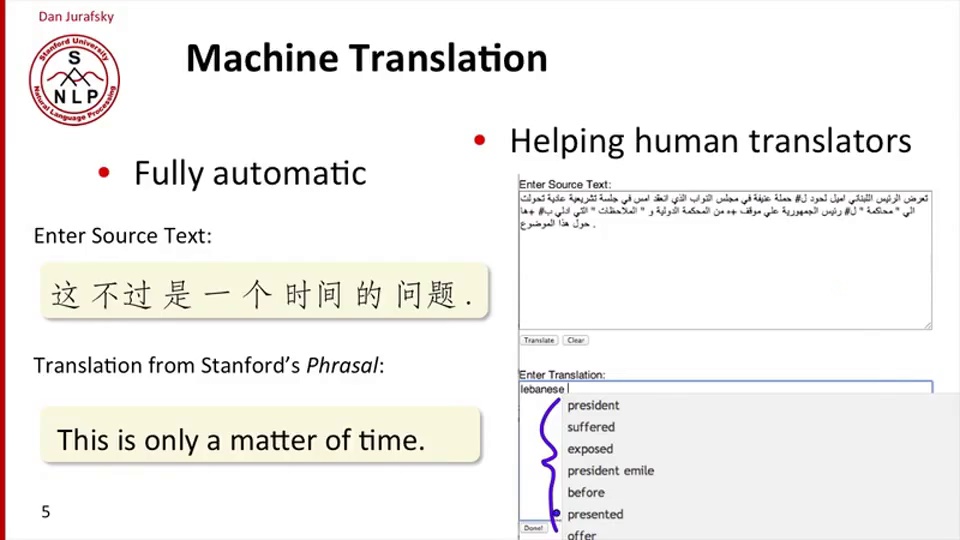 Dan Jurafsky
Stanford University
S
NLP
Natural Language Processing
Machine Translation
• Fully automatic
Enter Source Text:
这 不过 是 一 个 时间 的 问题 .
Translation from Stanford’s Phrasal:
This is only a matter of time.
5
• Helping human translators
Enter Source Text:
تعرض الرئيس اللبناني اميل لحود ل# حملة عنيفة في مجلس النواب الذي انعقد امس في جلسة تشريعية عادية تحولت
الي " محاكمة " ل# رئيس الجمهورية علي موقف +ه من المحكمة الدولية و " الملاحظات " التي ادلي ب# +ها
حول هذا الموضوع .
Translate Clear
Enter Translation:
lebanese
president
suffered
exposed
president emile
before
presented
offer
Done!